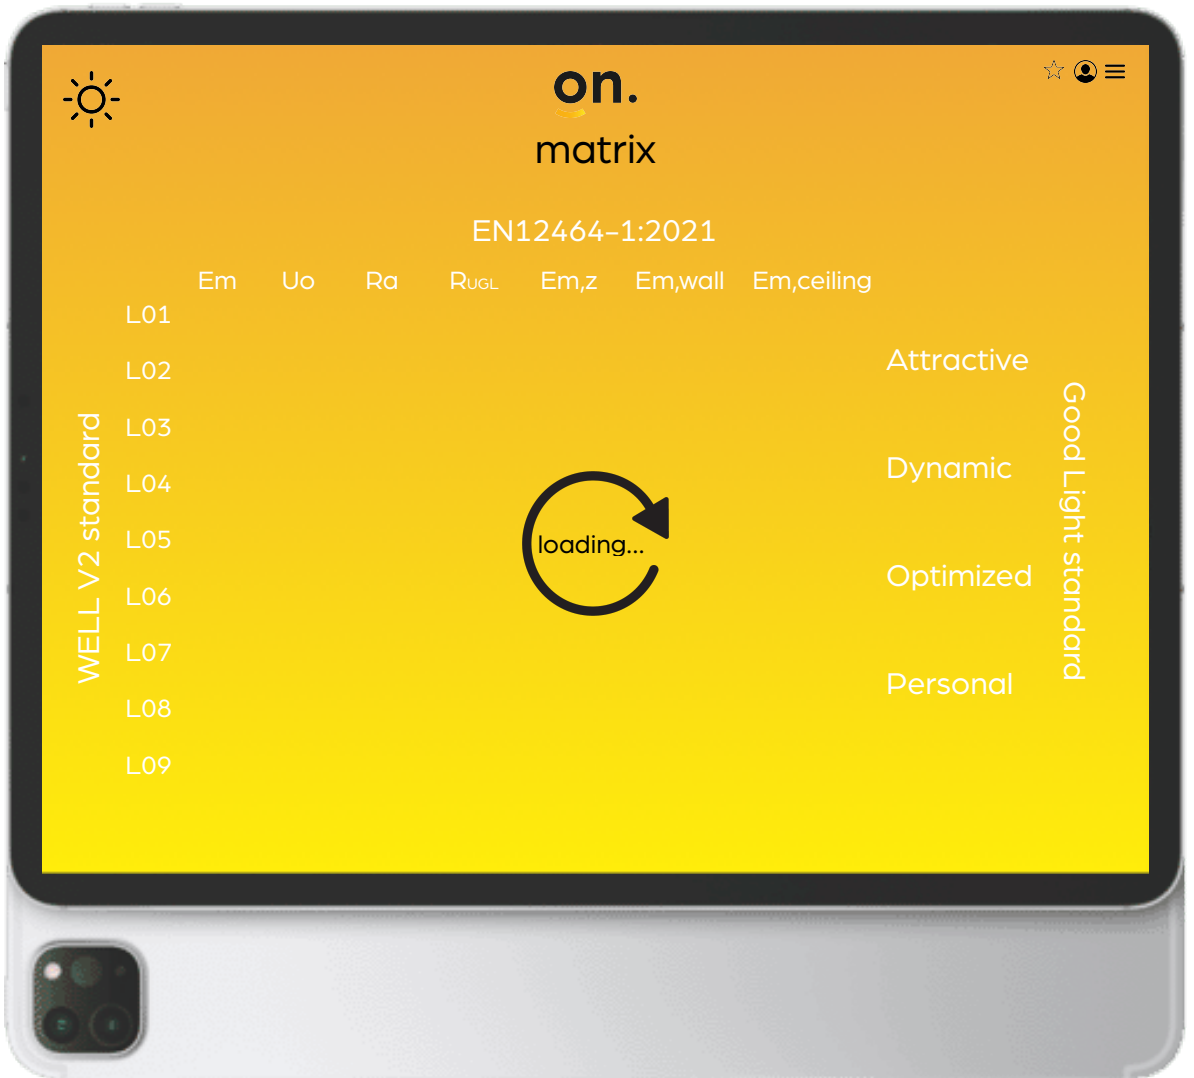 on.
matrix
EN12464-1:2021
Em Uo Ra RUGL Em,z Em,wall Em,ceiling
L01
L02
L03
L04
L05
L06
L07
L08
L09
WELL V2 standard
loading...
Attractive
Dynamic
Optimized
Personal
Good Light standard